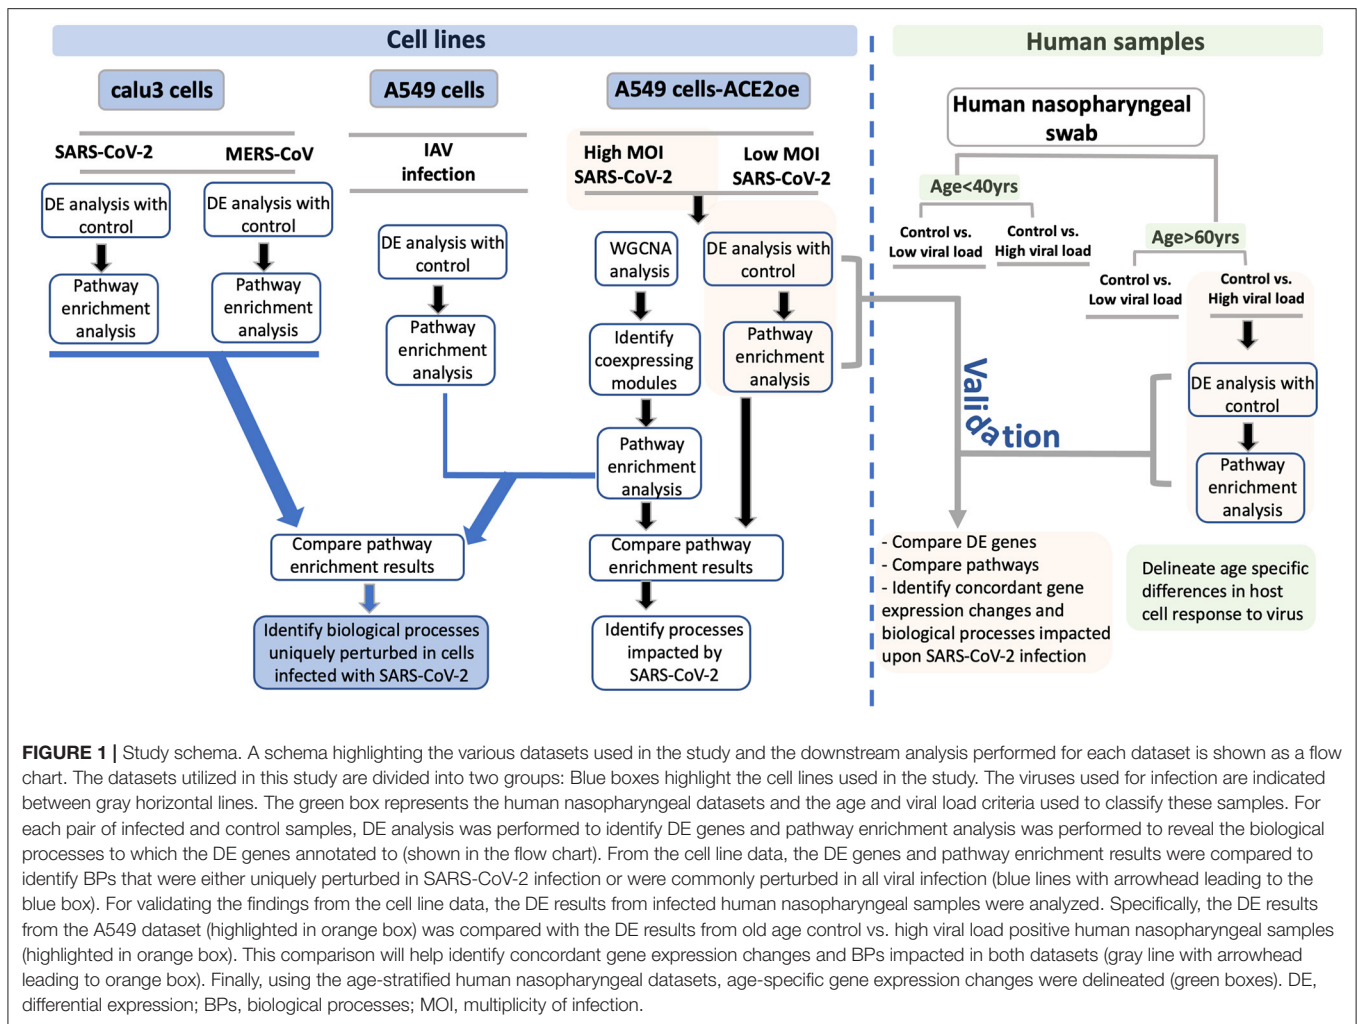 Cell lines
Human samples
calu3 cells
A549 cells
A549 cells-ACE2oe
SARS-CoV-2
MERS-CoV
DE analysis with
control
Pathway
enrichment
analysis
DE analysis with
control
Pathway
enrichment
analysis
IAV
infection
DE analysis with
control
Pathway
enrichment
analysis
High MOI
SARS-CoV-2
Low MOI
SARS-CoV-2
WGCNA
analysis
Identify
coexpressing
modules
Pathway
enrichment
analysis
DE analysis with
control
Pathway
enrichment
analysis
Compare pathway
enrichment results
Identify biological processes
uniquely perturbed in cells
infected with SARS-CoV-2
Compare pathway
enrichment results
Identify processes
impacted by
SARS-CoV-2
Human nasopharyngeal
swab
Age<40yrs
Control vs.
Low viral load
Control vs.
High viral load
Age>60yrs
Control vs.
Low viral load
Control vs.
High viral load
DE analysis with
control
Pathway
enrichment
analysis
Validation
- Compare DE genes
- Compare pathways
- Identify concordant gene
expression changes and
biological processes impacted
upon SARS-CoV-2 infection
Delineate age specific
differences in host
cell response to virus
FIGURE 1 | Study schema. A schema highlighting the various datasets used in the study and the downstream analysis performed for each dataset is shown as a flow
chart. The datasets utilized in this study are divided into two groups: Blue boxes highlight the cell lines used in the study. The viruses used for infection are indicated
between gray horizontal lines. The green box represents the human nasopharyngeal datasets and the age and viral load criteria used to classify these samples. For
each pair of infected and control samples, DE analysis was performed to identify DE genes and pathway enrichment analysis was performed to reveal the biological
processes to which the DE genes annotated to (shown in the flow chart). From the cell line data, the DE genes and pathway enrichment results were compared to
identify BPs that were either uniquely perturbed in SARS-CoV-2 infection or were commonly perturbed in all viral infection (blue lines with arrowhead leading to the
blue box). For validating the findings from the cell line data, the DE results from infected human nasopharyngeal samples were analyzed. Specifically, the DE results
from the A549 dataset (highlighted in orange box) was compared with the DE results from old age control vs. high viral load positive human nasopharyngeal samples
(highlighted in orange box). This comparison will help identify concordant gene expression changes and BPs impacted in both datasets (gray line with arrowhead
leading to orange box). Finally, using the age-stratified human nasopharyngeal datasets, age-specific gene expression changes were delineated (green boxes). DE,
differential expression; BPs, biological processes; MOI, multiplicity of infection.